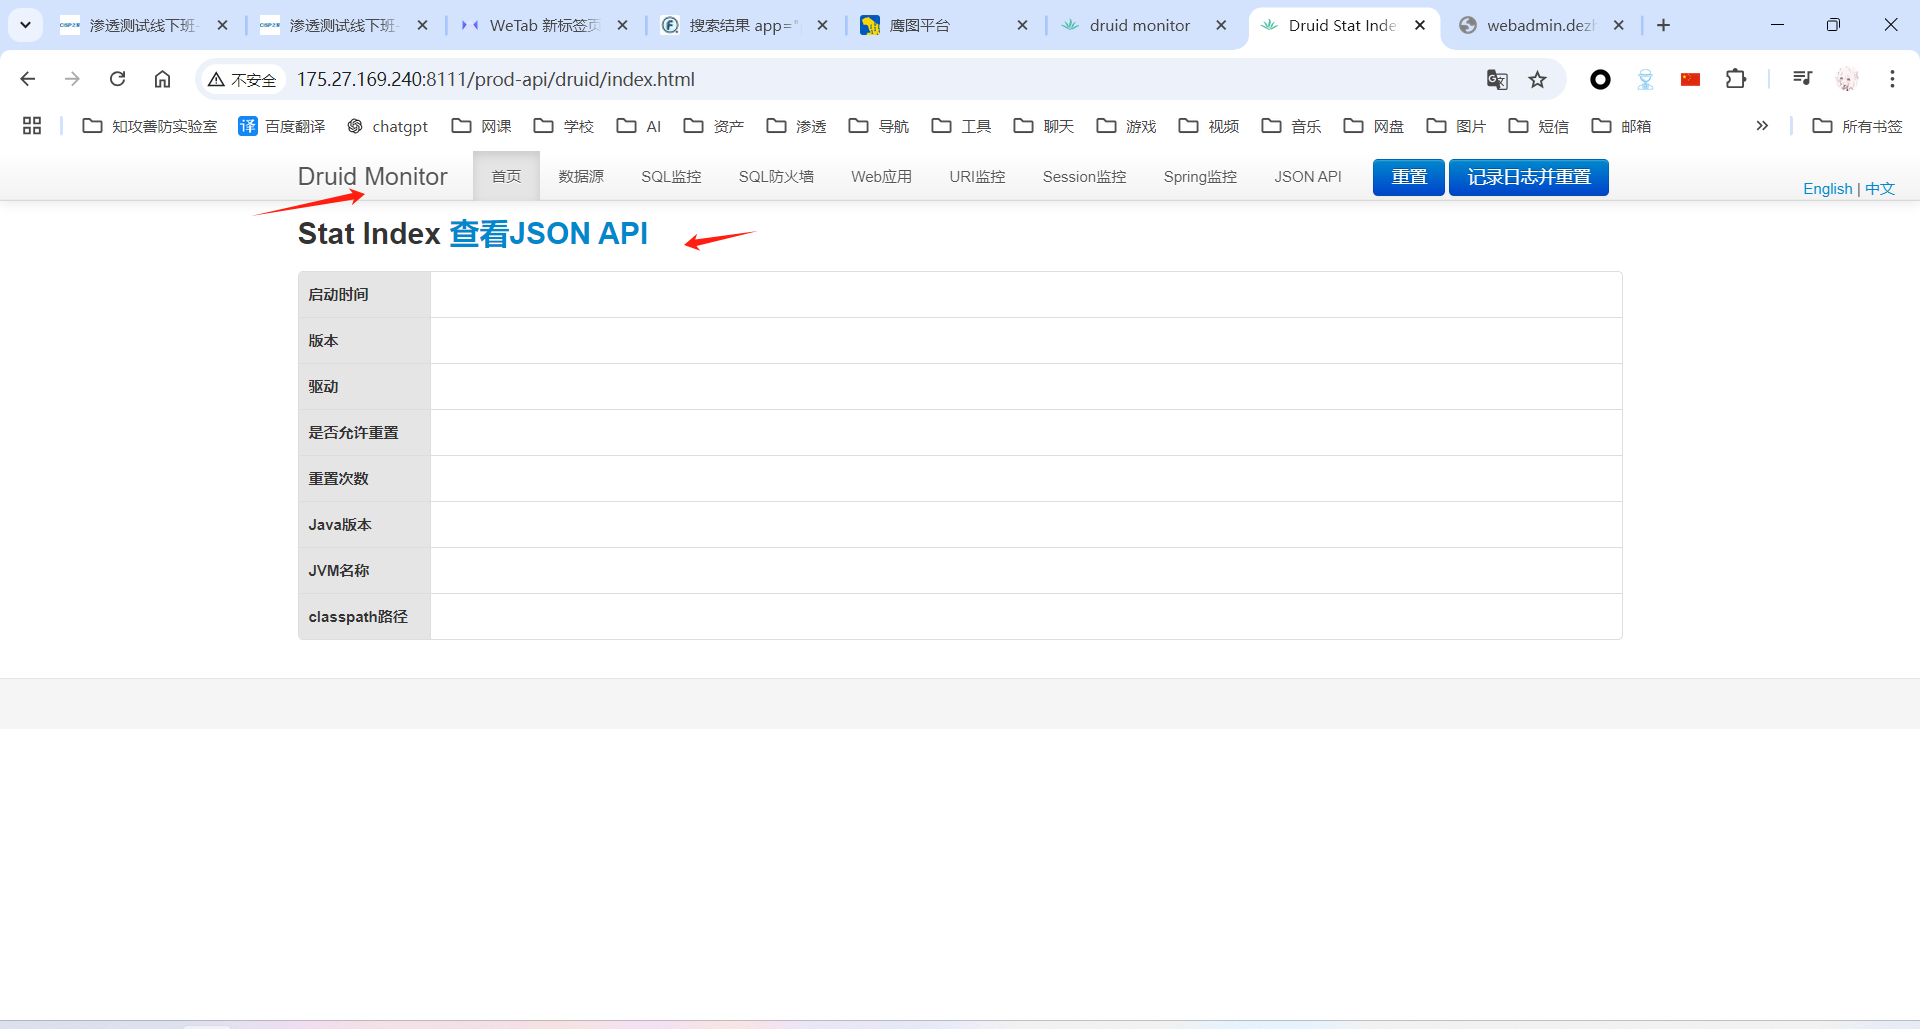 渗透测试线下班-
渗透测试线下班-
WeTab 新标签页
搜索结果 app="
鹰图平台
druid monitor
Druid Stat Inde
webadmin.dezh
不安全
175.27.169.240:8111/prod-api/druid/index.html
知攻善防实验室
译 百度翻译
chatgpt
网课
学校
AI
资产
渗透
导航
工具
聊天
游戏
视频
音乐
网盘
图片
短信
邮箱
所有书签
Druid Monitor
首页
数据源
SQL监控
SQL防火墙
Web应用
URI监控
Session监控
Spring监控
JSON API
重置
记录日志并重置
English | 中文
Stat Index 查看JSON API
启动时间
版本
驱动
是否允许重置
重置次数
Java版本
JVM名称
classpath路径